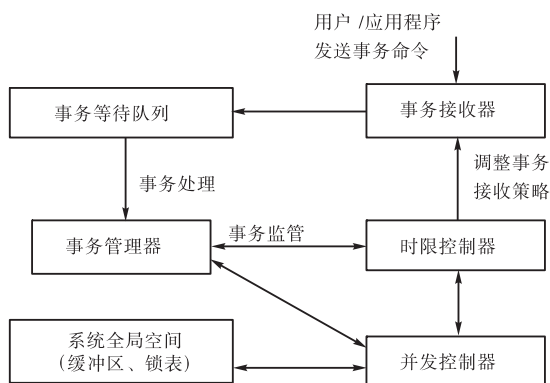 用户/应用程序
发送事务命令
事务等待队列
事务接收器
调整事务
接收策略
事务处理
事务管理器
事务监管
时限控制器
系统全局空间
(缓冲区、锁表)
并发控制器